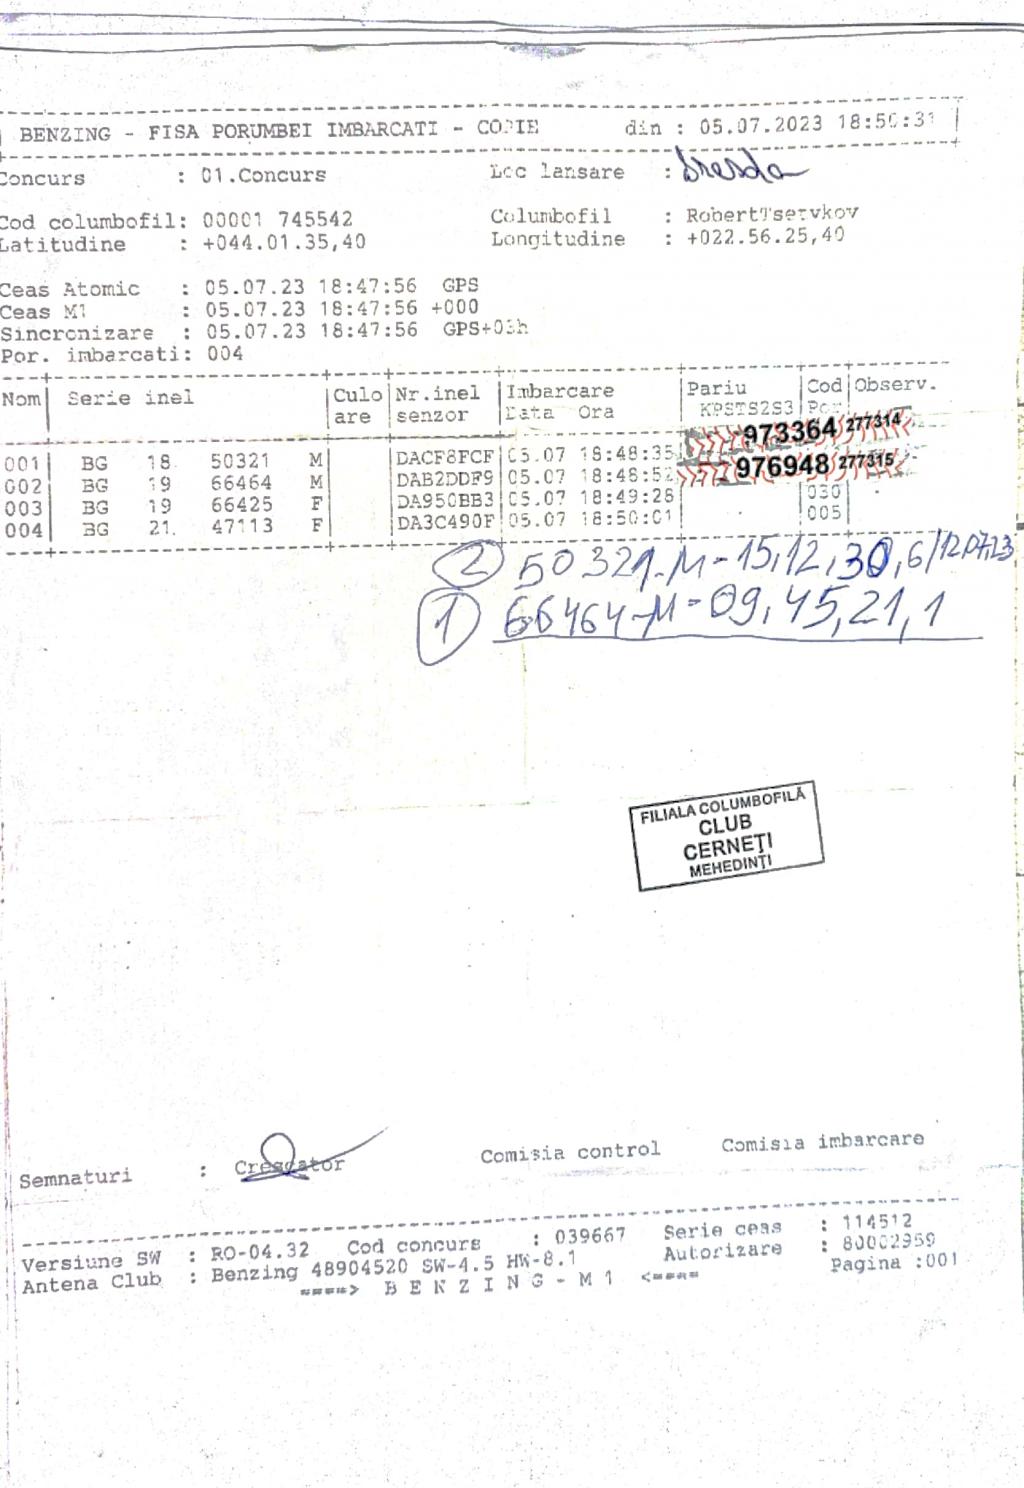 BENZING - FISA PORUMBEI IMBARCATI - COPIE din : 05.07.2023 18:50:31
Concurs : 01.Concurs Loc lansare : Dresda
Cod columbofil: 00001 745542 Columbofil : RobertTservkov
Latitudine : +044.01.35,40 Longitudine : +022.56.25,40
Ceas Atomic : 05.07.23 18:47:56 GPS
Ceas M1 : 05.07.23 18:47:56 +000
Sincronizare : 05.07.23 18:47:56 GPS+03h
Por. imbarcati: 004
Nom Serie inel Culo Nr.inel Imbarcare Pariu Cod Observ.
are senzor Data Ora KPSTS2S3 Por
973364 277314
001 BG 18. 50321 M DACF8FCF 05.07 18:48:35
976948 277315
002 BG 19 66464 M DAB2DDF9 05.07 18:48:52
003 BG 19 66425 F DA950BB3 05.07 18:49:28 030
004 BG 21. 47113 F DA3C490F 05.07 18:50:01 005
2 50321-M-15,12,30,6/12.07.23
1 66464-M-09,45,21,1
FILIALA COLUMBOFILĂ
CLUB
CERNEȚI
MEHEDINȚI
Semnaturi : Crescator Comisia control Comisia imbarcare
Versiune SW : RO-04.32 Cod concurs : 039667 Serie ceas : 114512
Antena Club : Benzing 48904520 SW-4.5 HW-8.1 Autorizare : 80002959
====> B E N Z I N G - M 1 <==== Pagina :001